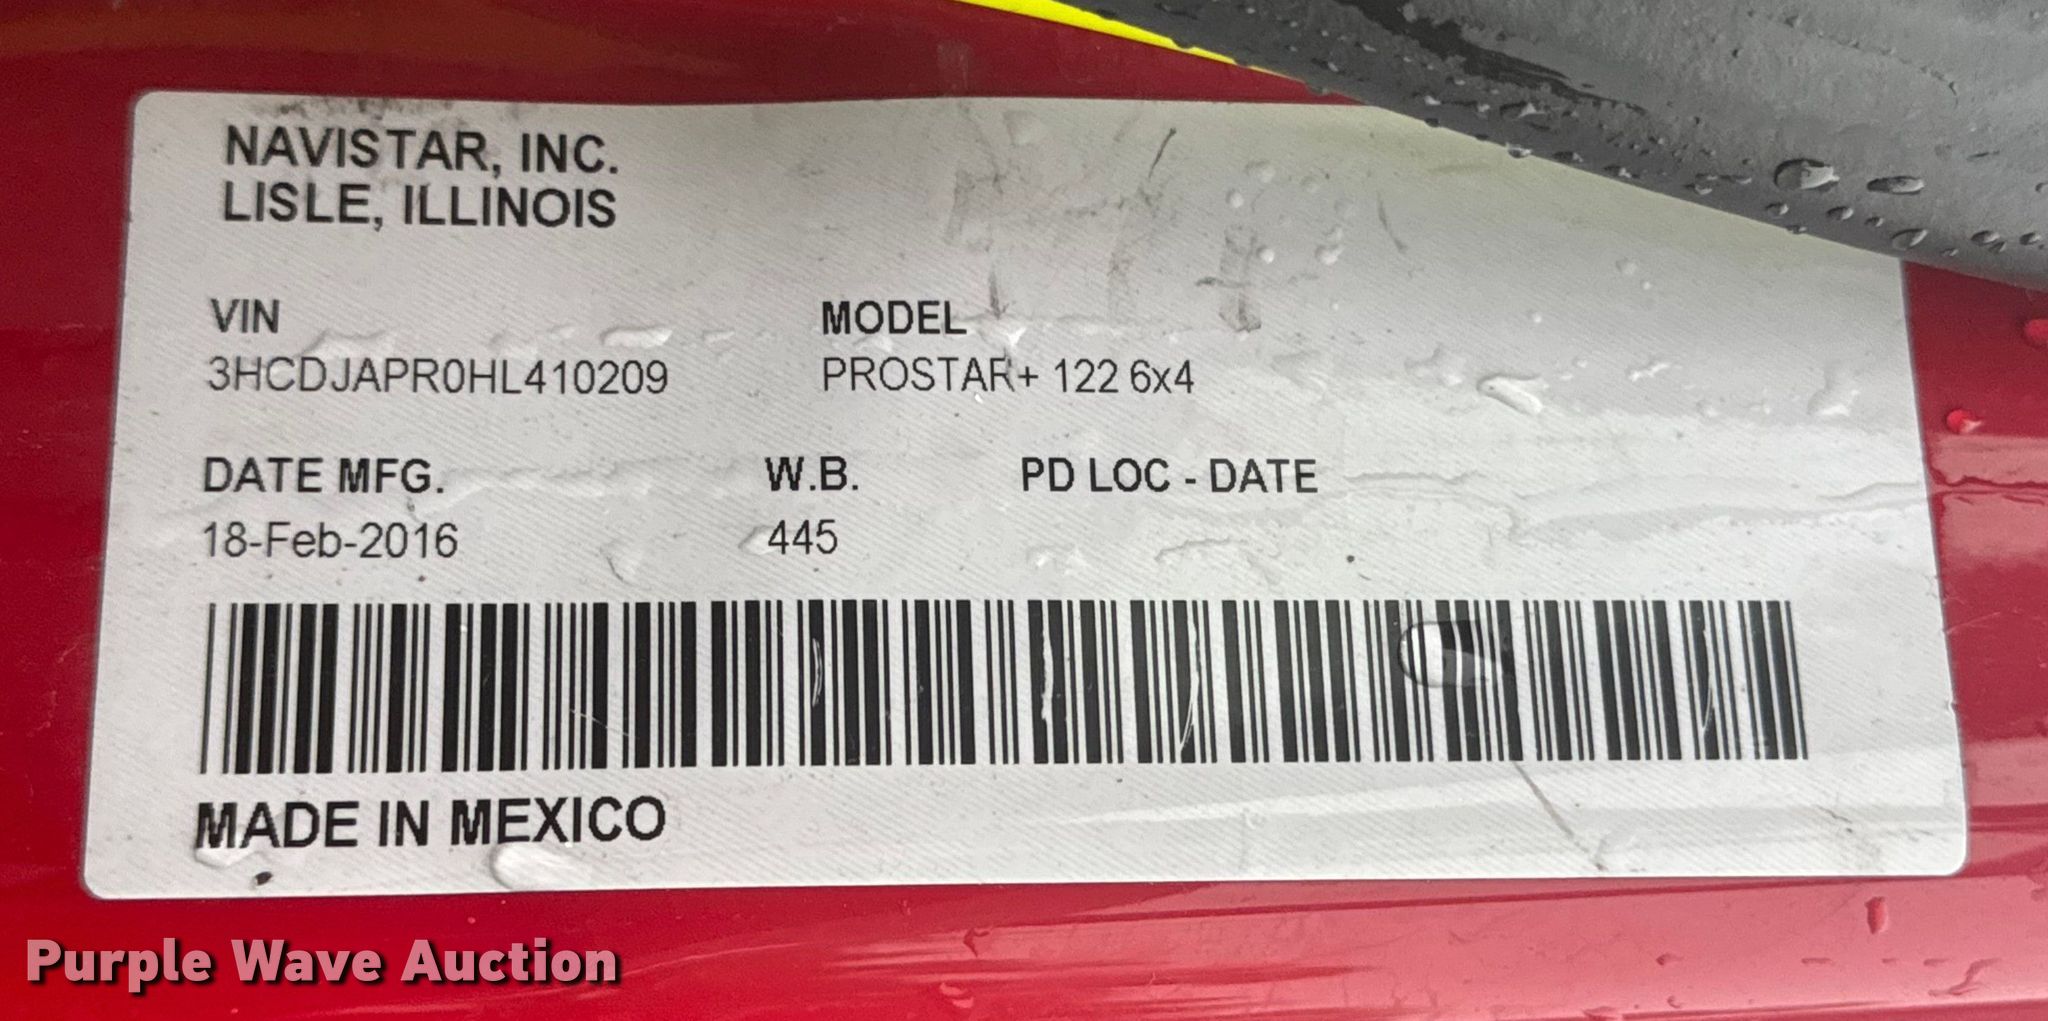 NAVISTAR, INC.
LISLE, ILLINOIS
VIN MODEL
3HCDJAPR0HL410209 PROSTAR+ 122 6x4
DATE MFG. W.B. PD LOC - DATE
18-Feb-2016 445
MADE IN MEXICO
Purple Wave Auction